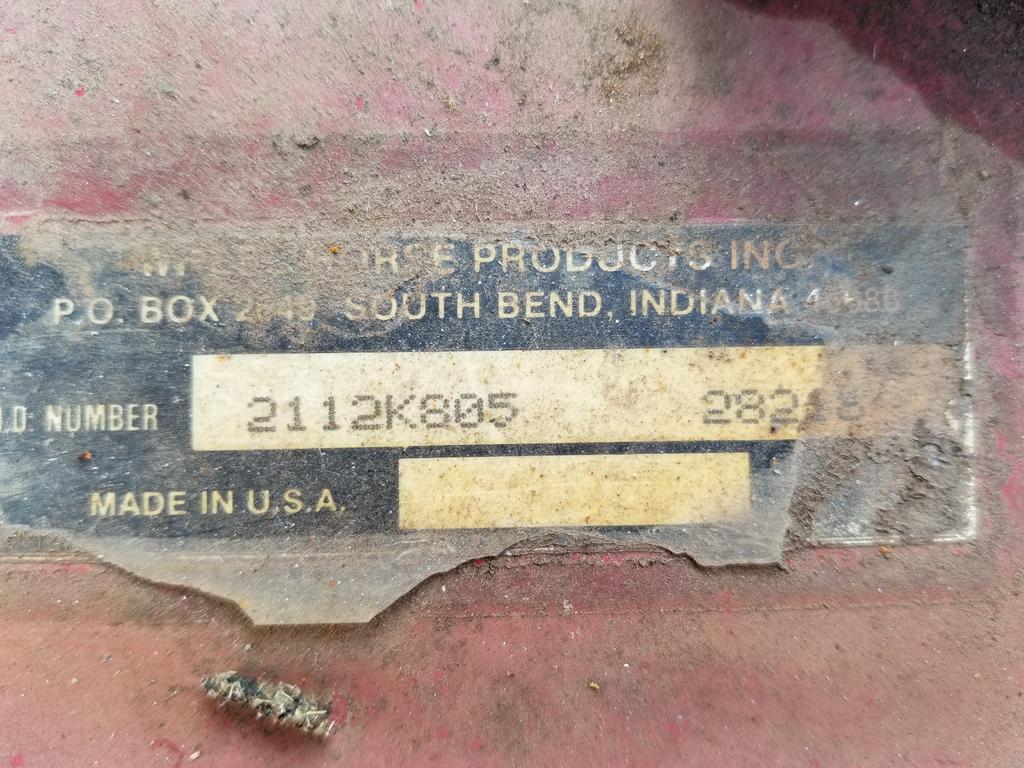 PRODUCTS INC.
P.O. BOX SOUTH BEND, INDIANA
I.D. NUMBER 2112K805
MADE IN U.S.A.